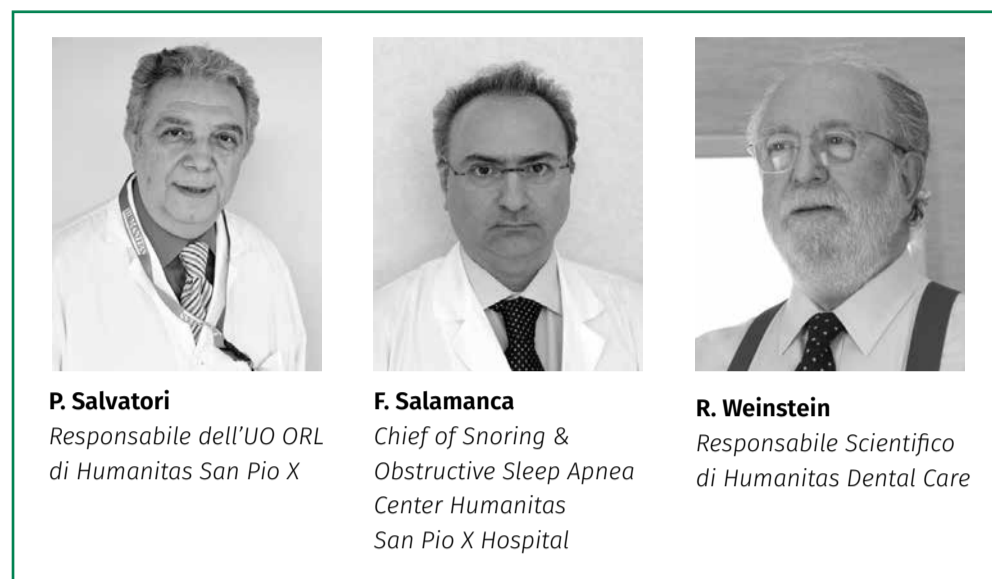 P. Salvatori
Responsabile dell’UO ORL
di Humanitas San Pio X
F. Salamanca
Chief of Snoring &
Obstructive Sleep Apnea
Center Humanitas
San Pio X Hospital
R. Weinstein
Responsabile Scientifico
di Humanitas Dental Care